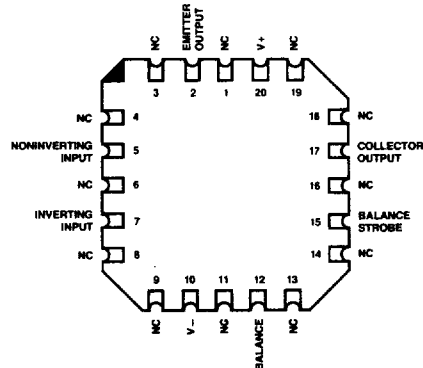 NC
EMITTER
OUTPUT
NC
V+
NC
3
2
1
20
19
NC 4
NONINVERTING
INPUT 5
NC 6
INVERTING
INPUT 7
NC 8
18 NC
17 COLLECTOR
OUTPUT
16 NC
15 BALANCE
STROBE
14 NC
9
10
11
12
13
NC
V–
NC
BALANCE
NC